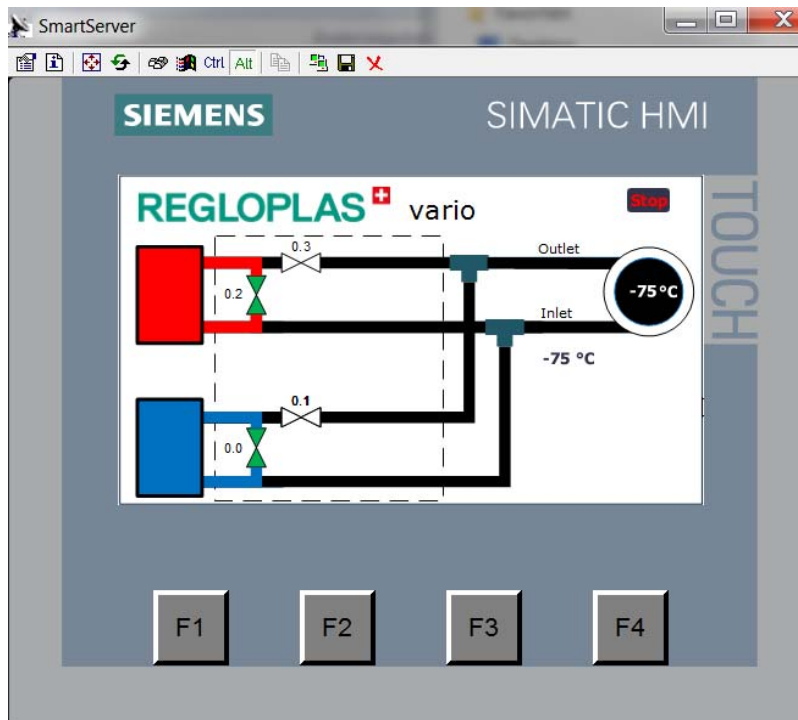 SmartServer
Ctrl Alt
SIEMENS
SIMATIC HMI
TOUCH
REGLOPLAS vario
Stop
0.3
Outlet
0.2
-75 °C
Inlet
-75 °C
0.1
0.0
F1 F2 F3 F4